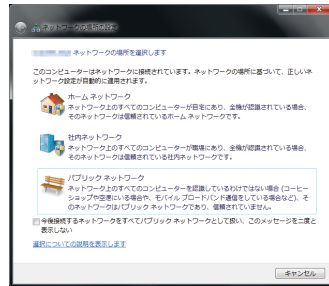 ネットワークの場所の設定
ネットワークの場所を選択します
このコンピューターはネットワークに接続されています。ネットワークの場所に基づいて、正しいネ
ットワーク設定が自動的に適用されます。
ホーム ネットワーク
ネットワーク上のすべてのコンピューターが自宅にあり、全機が認識されている場合、
そのネットワークは信頼されているホーム ネットワークです。
社内ネットワーク
ネットワーク上のすべてのコンピューターが職場にあり、全機が認識されている場合、
そのネットワークは信頼されている社内ネットワークです。
パブリック ネットワーク
ネットワーク上のすべてのコンピューターを認識しているわけではない場合 (コーヒー
ショップや空港にいる場合や、モバイル ブロードバンド通信をしている場合など)、そ
のネットワークはパブリック ネットワークであり、信頼されていません。
今後接続するネットワークをすべてパブリック ネットワークとして扱い、このメッセージを二度と
表示しない
選択についての説明を表示します
キャンセル